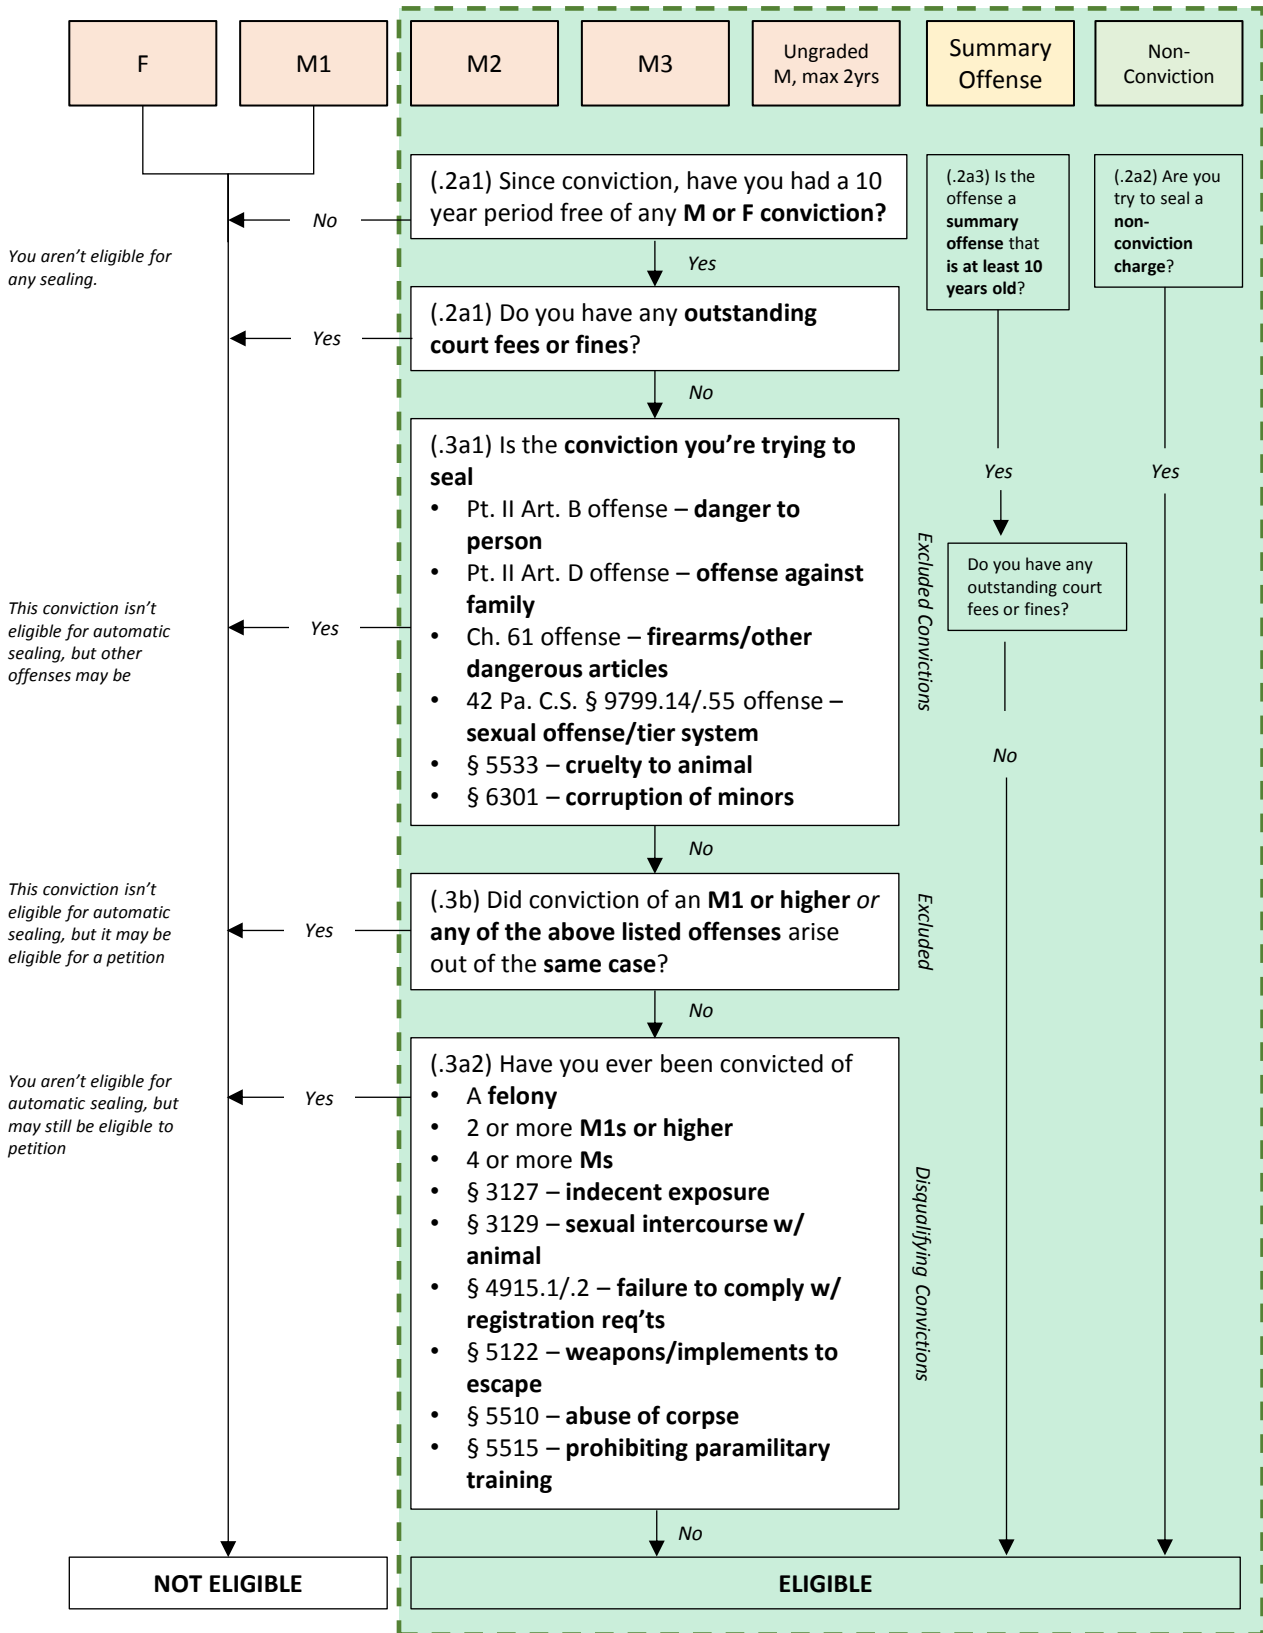 F
M1
M2
M3
Ungraded
M, max 2yrs
Summary
Offense
Non-
Conviction
(.2a1) Since conviction, have you had a 10
year period free of any M or F conviction?
(.2a3) Is the
offense a
summary
offense that
is at least 10
years old?
(.2a2) Are you
try to seal a
non-
conviction
charge?
No
You aren't eligible for
any sealing.
Yes
(.2a1) Do you have any outstanding
court fees or fines?
Yes
No
(.3a1) Is the conviction you're trying to
seal
• Pt. II Art. B offense – danger to
person
• Pt. II Art. D offense – offense against
family
• Ch. 61 offense – firearms/other
dangerous articles
• 42 Pa. C.S. § 9799.14/.55 offense –
sexual offense/tier system
• § 5533 – cruelty to animal
• § 6301 – corruption of minors
Yes
This conviction isn't
eligible for automatic
sealing, but other
offenses may be
Excluded Convictions
Yes
Yes
Do you have any
outstanding court
fees or fines?
No
No
(.3b) Did conviction of an M1 or higher or
any of the above listed offenses arise
out of the same case?
Yes
This conviction isn't
eligible for automatic
sealing, but it may be
eligible for a petition
Excluded
No
(.3a2) Have you ever been convicted of
• A felony
• 2 or more M1s or higher
• 4 or more Ms
• § 3127 – indecent exposure
• § 3129 – sexual intercourse w/
animal
• § 4915.1/.2 – failure to comply w/
registration req'ts
• § 5122 – weapons/implements to
escape
• § 5510 – abuse of corpse
• § 5515 – prohibiting paramilitary
training
Yes
You aren't eligible for
automatic sealing, but
may still be eligible to
petition
Disqualifying Convictions
No
NOT ELIGIBLE
ELIGIBLE